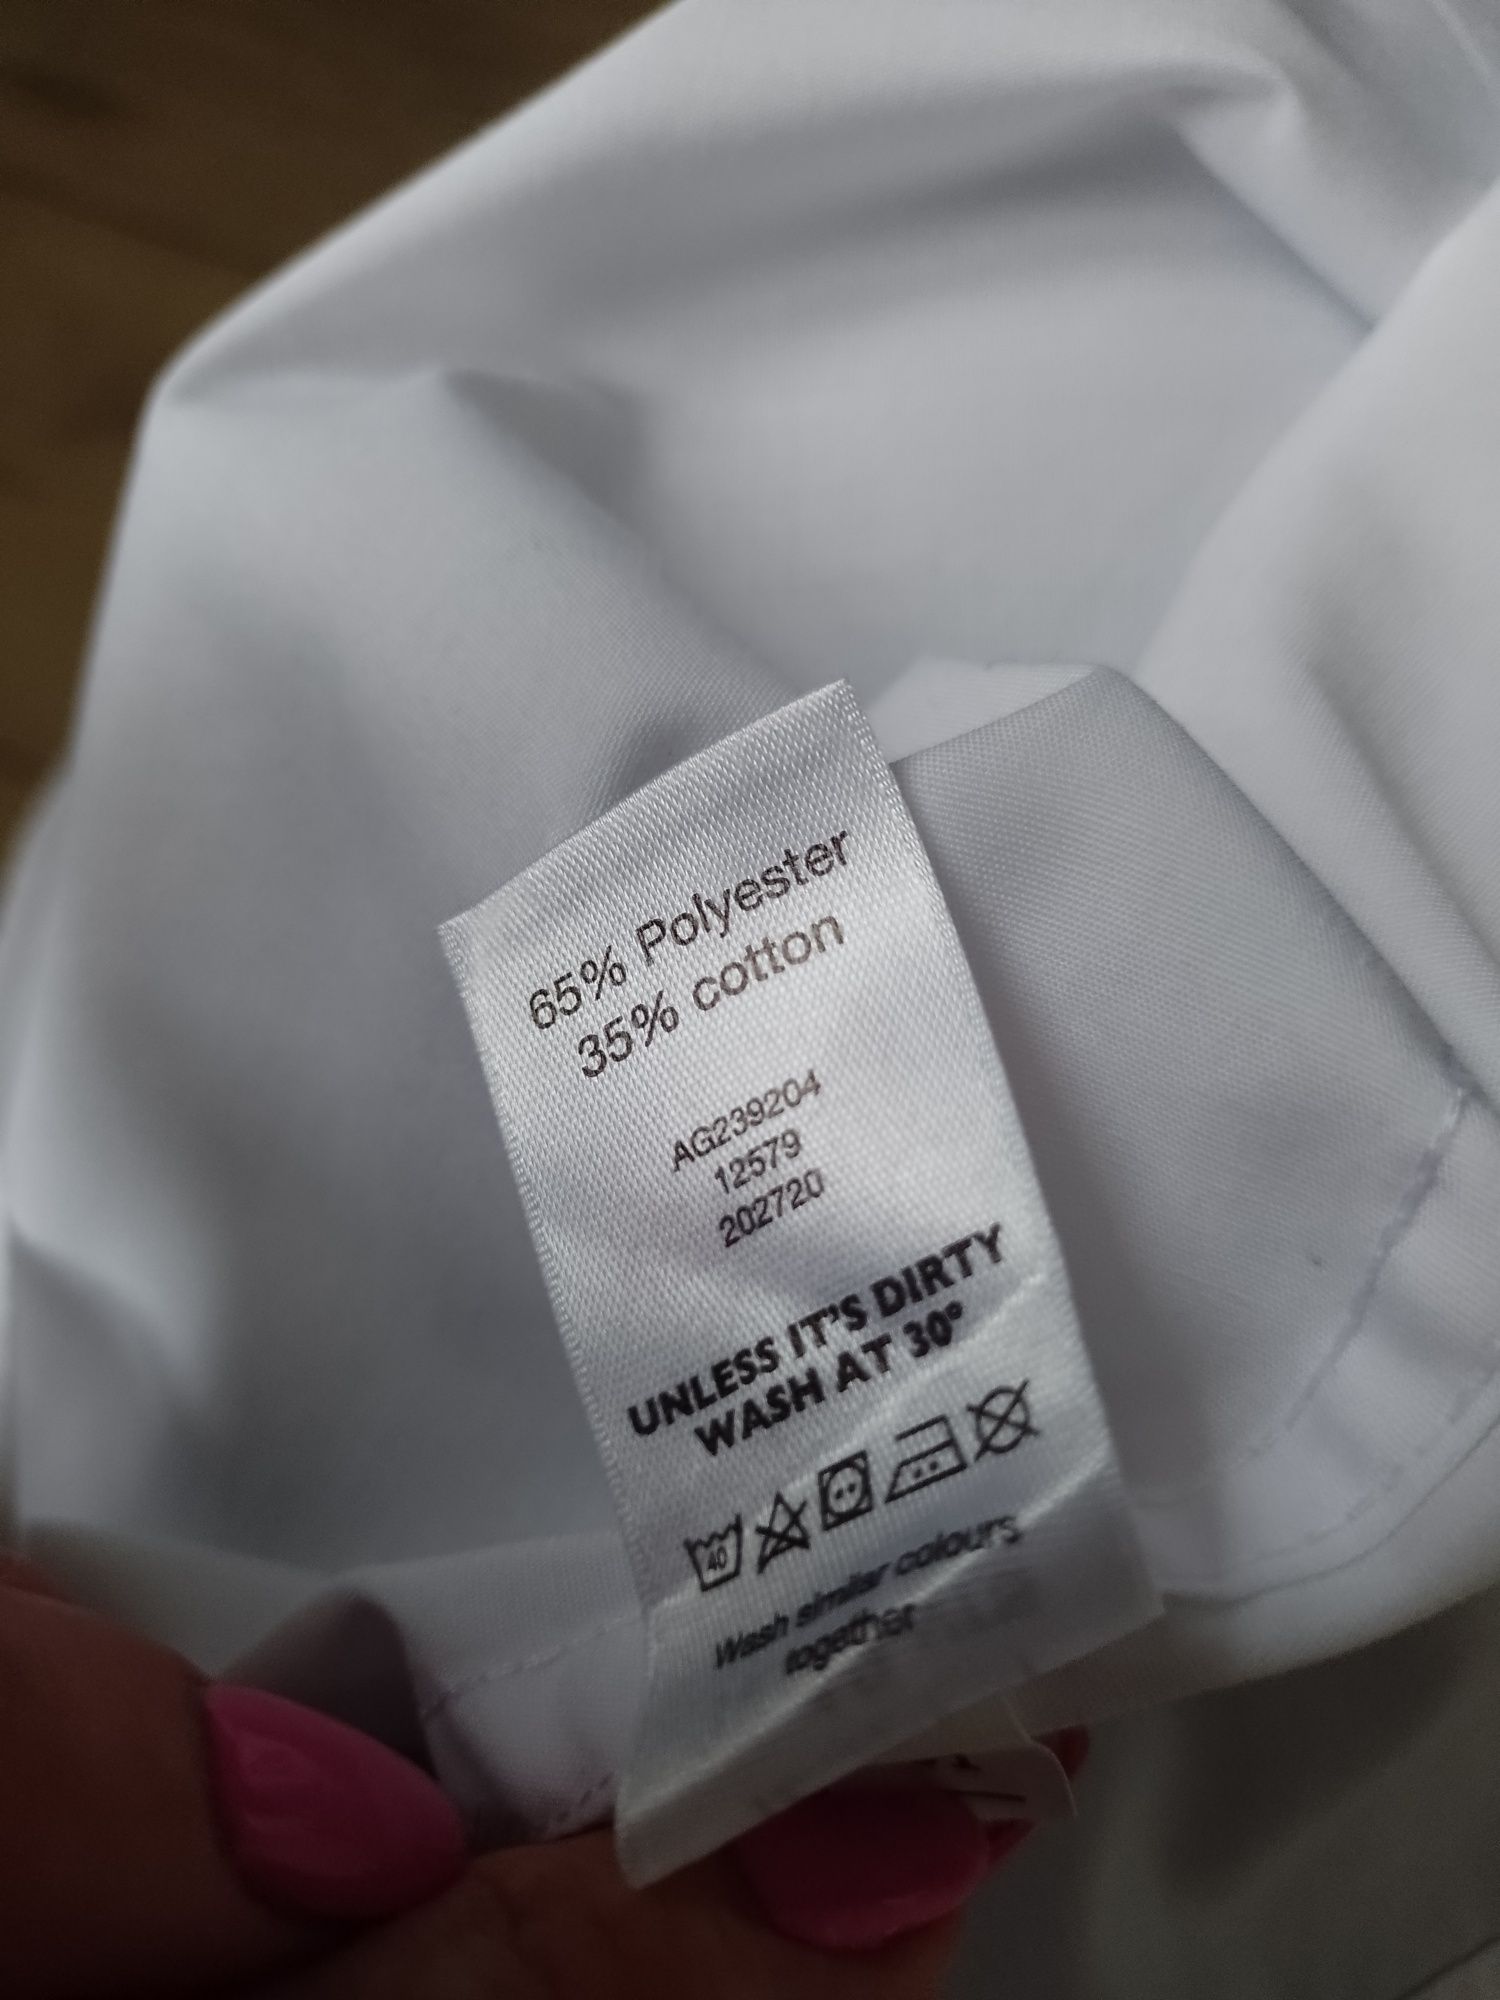 65% Polyester
35% cotton
AG239204
12579
202720
UNLESS IT'S DIRTY
WASH AT 30°
40
Wash similar colours
together